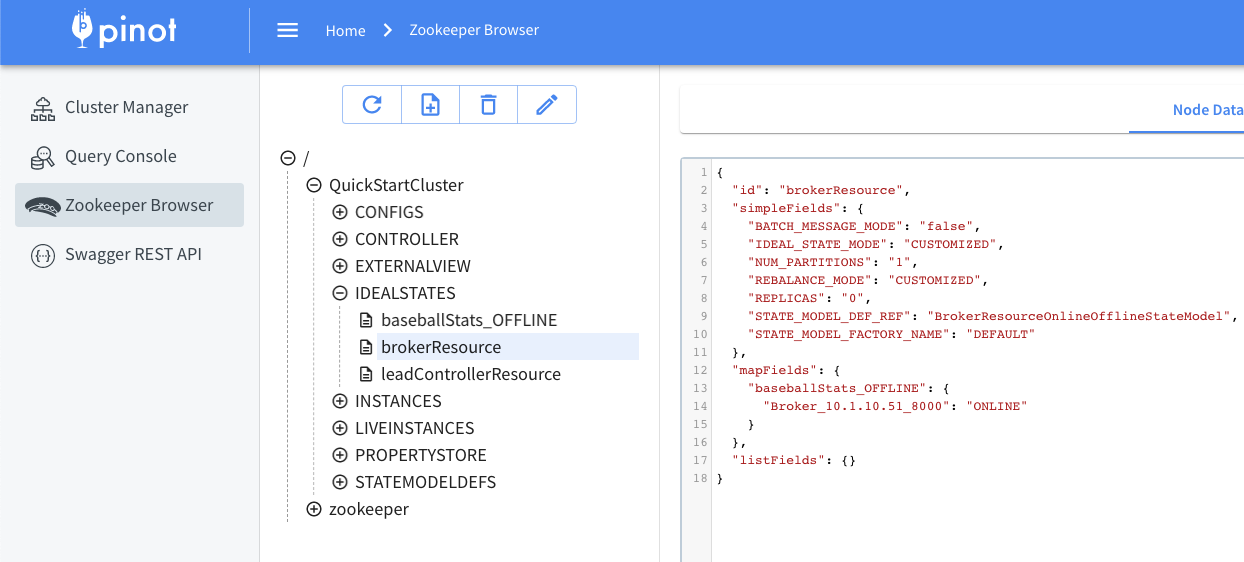 pinot
Home
Zookeeper Browser
Cluster Manager
Query Console
Zookeeper Browser
Swagger REST API
/
QuickStartCluster
CONFIGS
CONTROLLER
EXTERNALVIEW
IDEALSTATES
baseballStats_OFFLINE
brokerResource
leadControllerResource
INSTANCES
LIVEINSTANCES
PROPERTYSTORE
STATEMODELDEFS
zookeeper
Node Data
1 {
2 "id": "brokerResource",
3 "simpleFields": {
4 "BATCH_MESSAGE_MODE": "false",
5 "IDEAL_STATE_MODE": "CUSTOMIZED",
6 "NUM_PARTITIONS": "1",
7 "REBALANCE_MODE": "CUSTOMIZED",
8 "REPLICAS": "0",
9 "STATE_MODEL_DEF_REF": "BrokerResourceOnlineOfflineStateModel",
10 "STATE_MODEL_FACTORY_NAME": "DEFAULT"
11 },
12 "mapFields": {
13 "baseballStats_OFFLINE": {
14 "Broker_10.1.10.51_8000": "ONLINE"
15 }
16 },
17 "listFields": {}
18 }